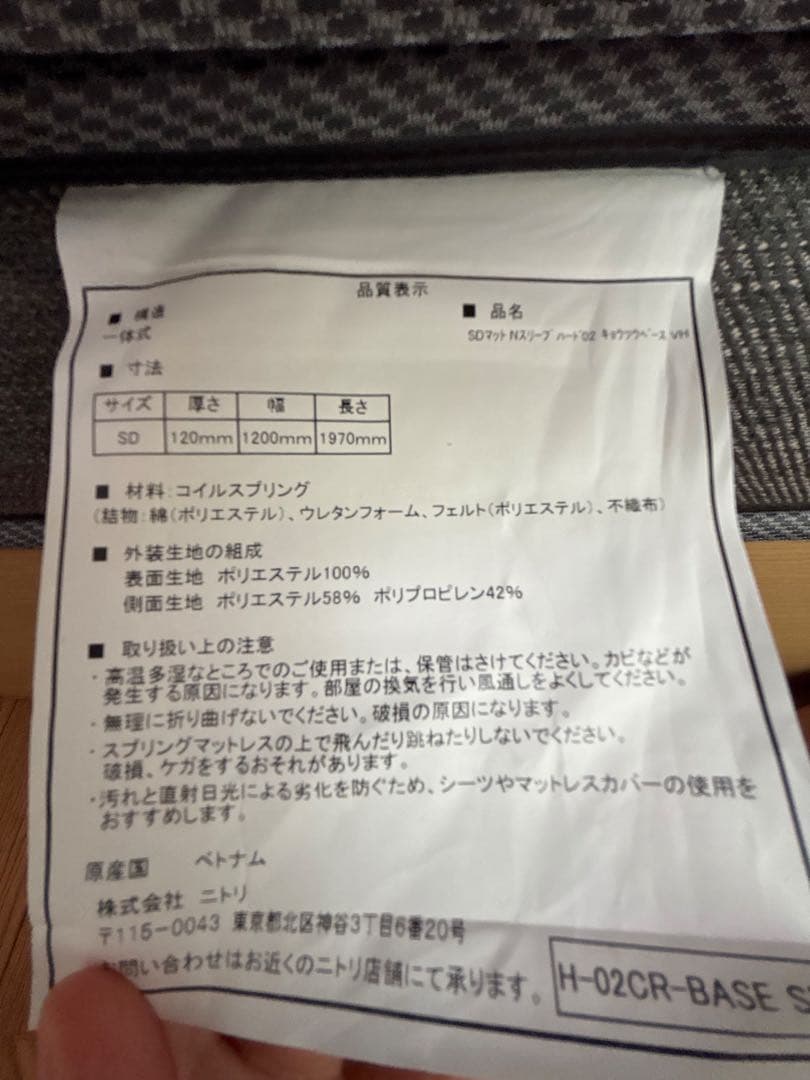 品質表示
■ 構造
一体式
■ 品名
SDマット Nスリープ ハード02 キョウツウベース VH
■ 寸法
サイズ 厚さ 幅 長さ
SD 120mm 1200mm 1970mm
■ 材料:コイルスプリング
(詰物:綿(ポリエステル)、ウレタンフォーム、フェルト(ポリエステル)、不織布)
■ 外装生地の組成
表面生地 ポリエステル100%
側面生地 ポリエステル58% ポリプロピレン42%
■ 取り扱い上の注意
・高温多湿なところでのご使用または、保管はさけてください。カビなどが
発生する原因になります。部屋の換気を行い風通しをよくしてください。
・無理に折り曲げないでください。破損の原因になります。
・スプリングマットレスの上で飛んだり跳ねたりしないでください。
破損、ケガをするおそれがあります。
・汚れと直射日光による劣化を防ぐため、シーツやマットレスカバーの使用を
おすすめします。
原産国 ベトナム
株式会社 ニトリ
〒115-0043 東京都北区神谷3丁目6番20号
お問い合わせはお近くのニトリ店舗にて承ります。
H-02CR-BASE S